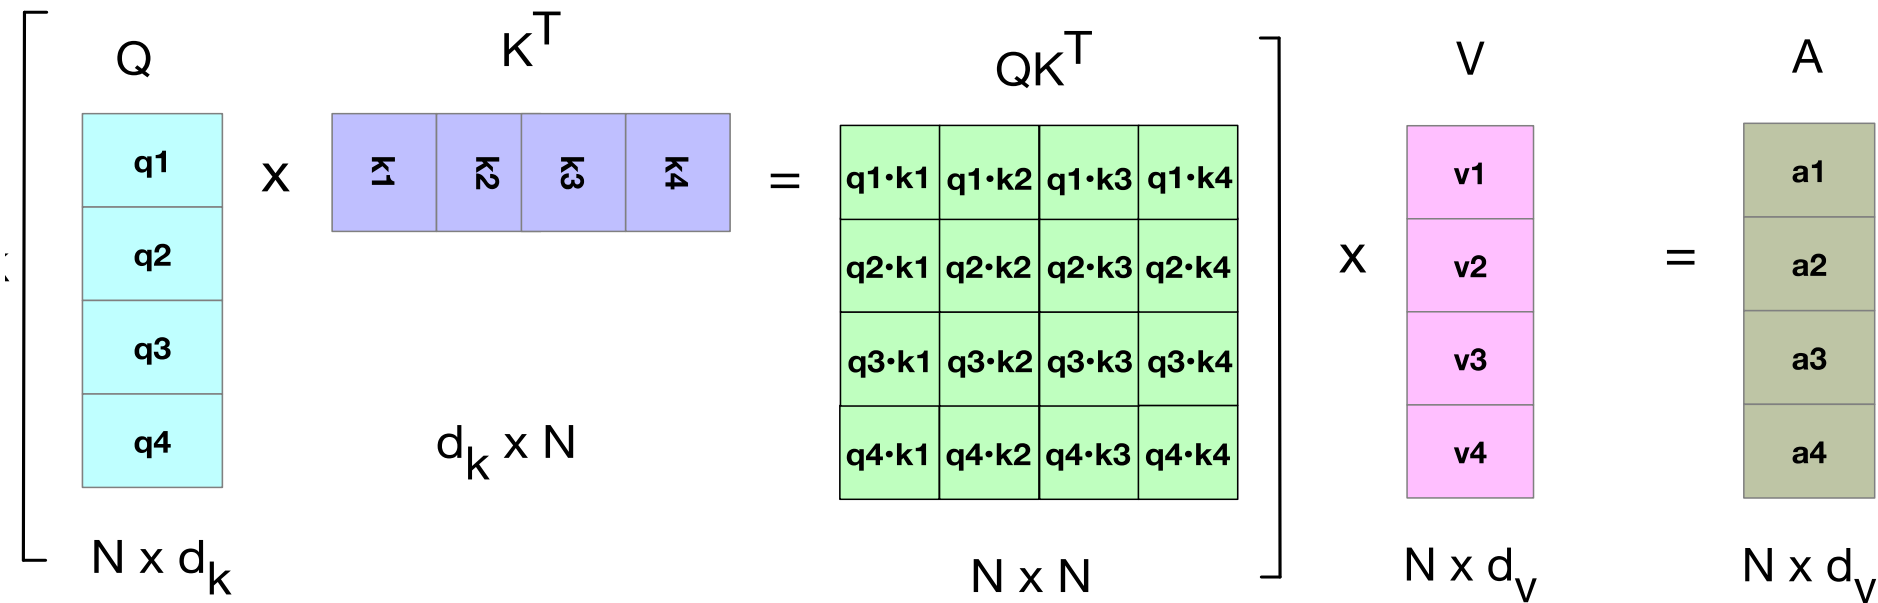 Q
K^T
QK^T
V
A
q1
q2
q3
q4
x
k1 k2 k3 k4
=
q1·k1 q1·k2 q1·k3 q1·k4
q2·k1 q2·k2 q2·k3 q2·k4
q3·k1 q3·k2 q3·k3 q3·k4
q4·k1 q4·k2 q4·k3 q4·k4
x
v1
v2
v3
v4
=
a1
a2
a3
a4
N x d_k
d_k x N
N x N
N x d_v
N x d_v